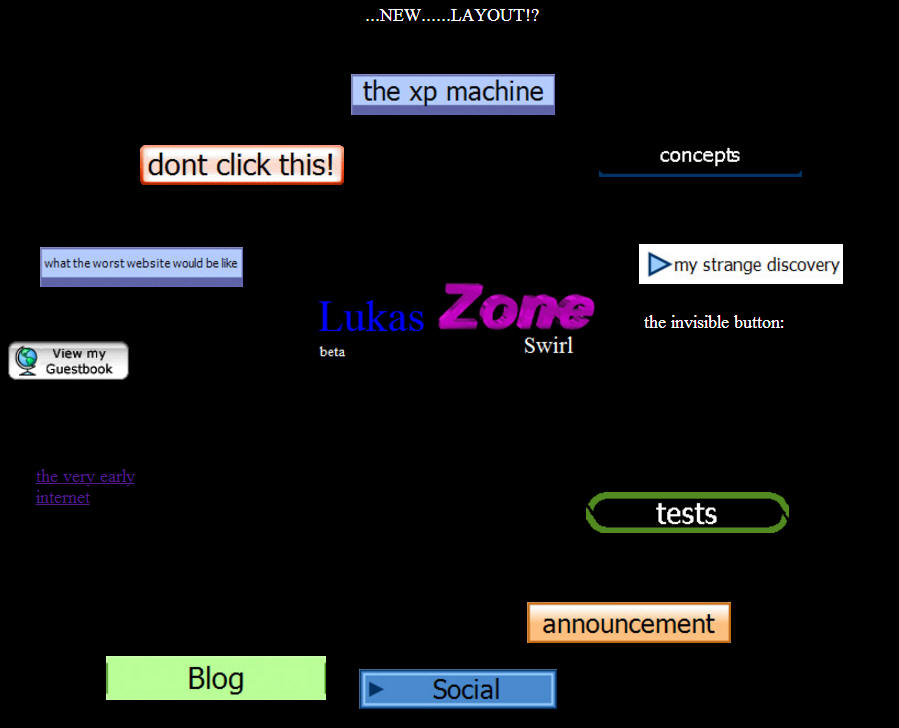 ...NEW......LAYOUT!?
the xp machine
dont click this!
concepts
what the worst website would be like
my strange discovery
Lukas Zone
the invisible button:
beta
Swirl
View my
Guestbook
the very early
internet
tests
announcement
Blog
Social